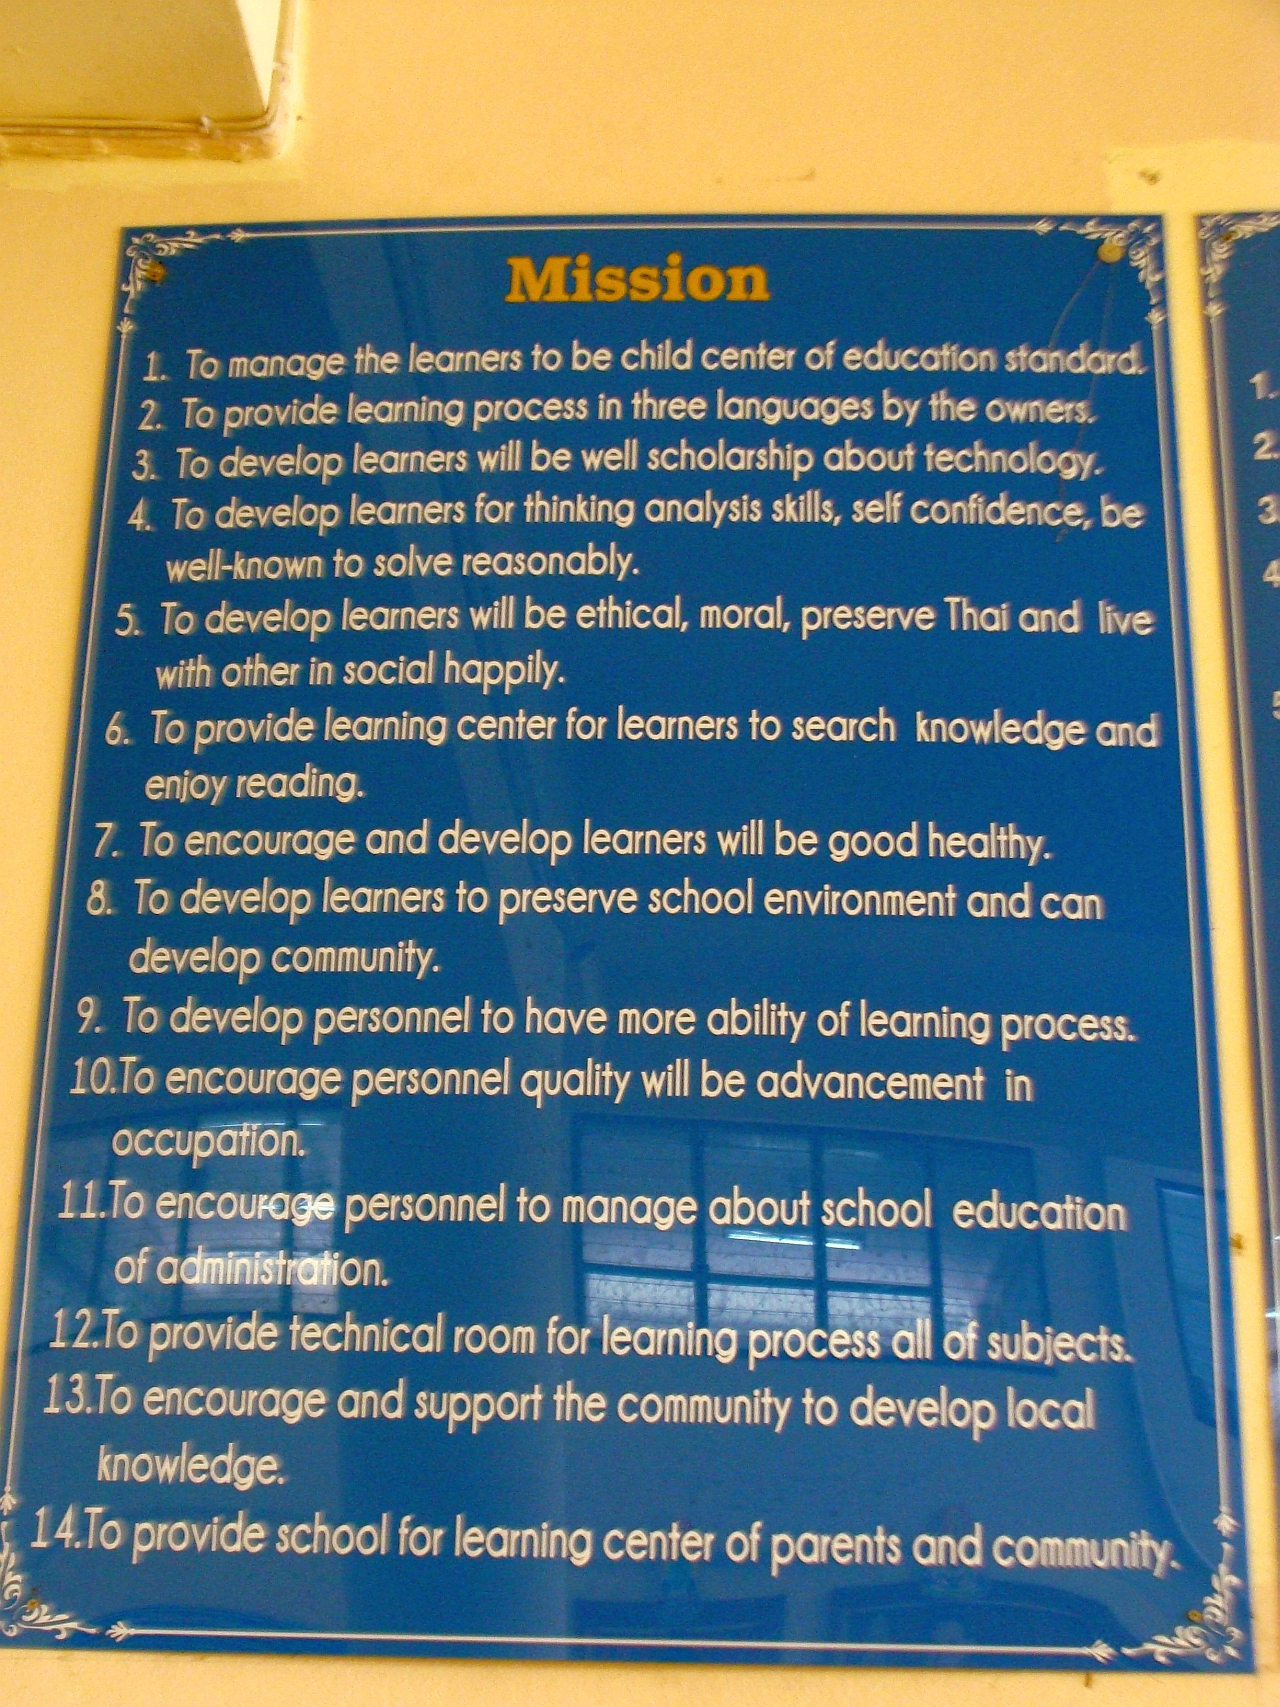 Mission
1. To manage the learners to be child center of education standard.
2. To provide learning process in three languages by the owners.
3. To develop learners will be well scholarship about technology.
4. To develop learners for thinking analysis skills, self confidence, be
well-known to solve reasonably.
5. To develop learners will be ethical, moral, preserve Thai and live
with other in social happily.
6. To provide learning center for learners to search knowledge and
enjoy reading.
7. To encourage and develop learners will be good healthy.
8. To develop learners to preserve school environment and can
develop community.
9. To develop personnel to have more ability of learning process.
10.To encourage personnel quality will be advancement in
occupation.
11.To encourage personnel to manage about school education
of administration.
12.To provide technical room for learning process all of subjects.
13.To encourage and support the community to develop local
knowledge.
14.To provide school for learning center of parents and community.
1.
2.
3
4
5